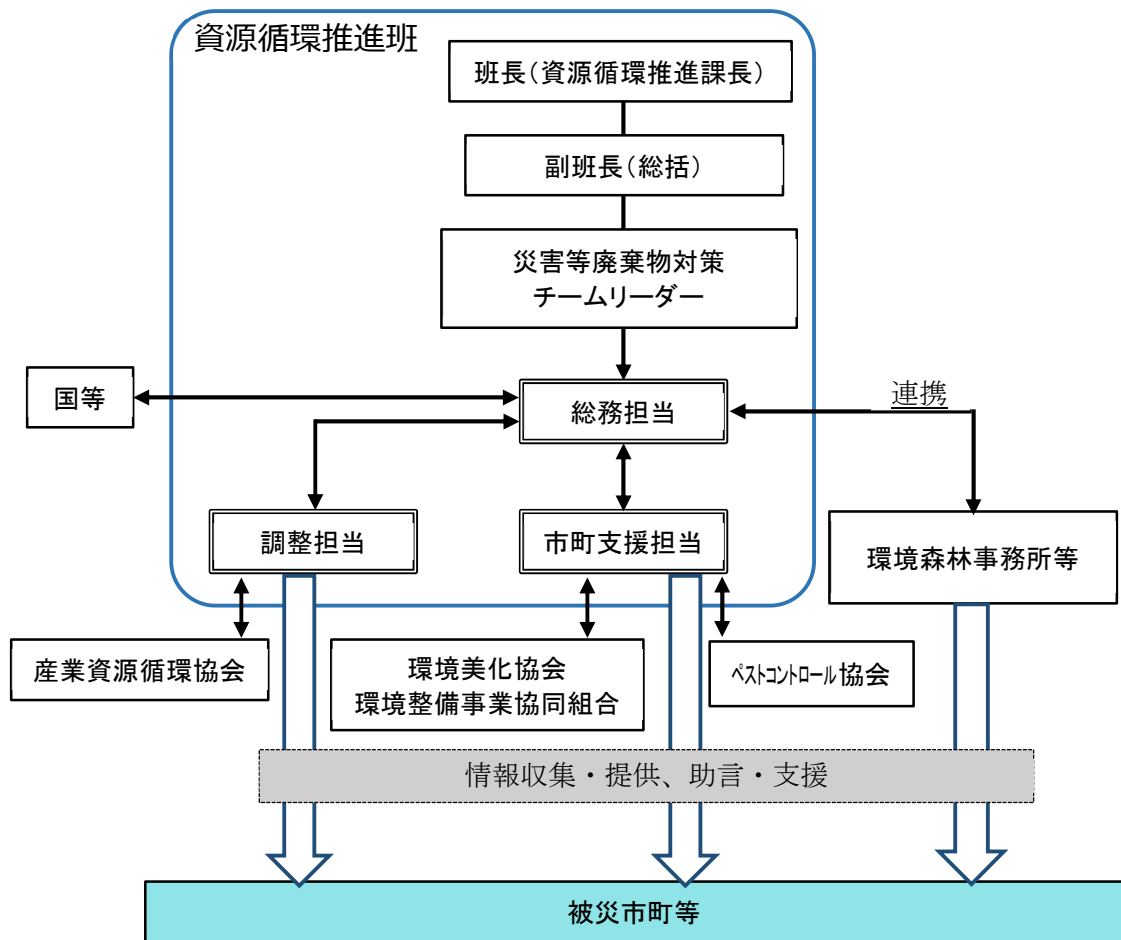 資源循環推進班
班長（資源循環推進課長）
副班長（総括）
災害等廃棄物対策
チームリーダー
国等
総務担当
連携
調整担当
市町支援担当
環境森林事務所等
産業資源循環協会
環境美化協会
環境整備事業協同組合
ﾍﾟｽﾄｺﾝﾄﾛｰﾙ協会
情報収集・提供、助言・支援
被災市町等